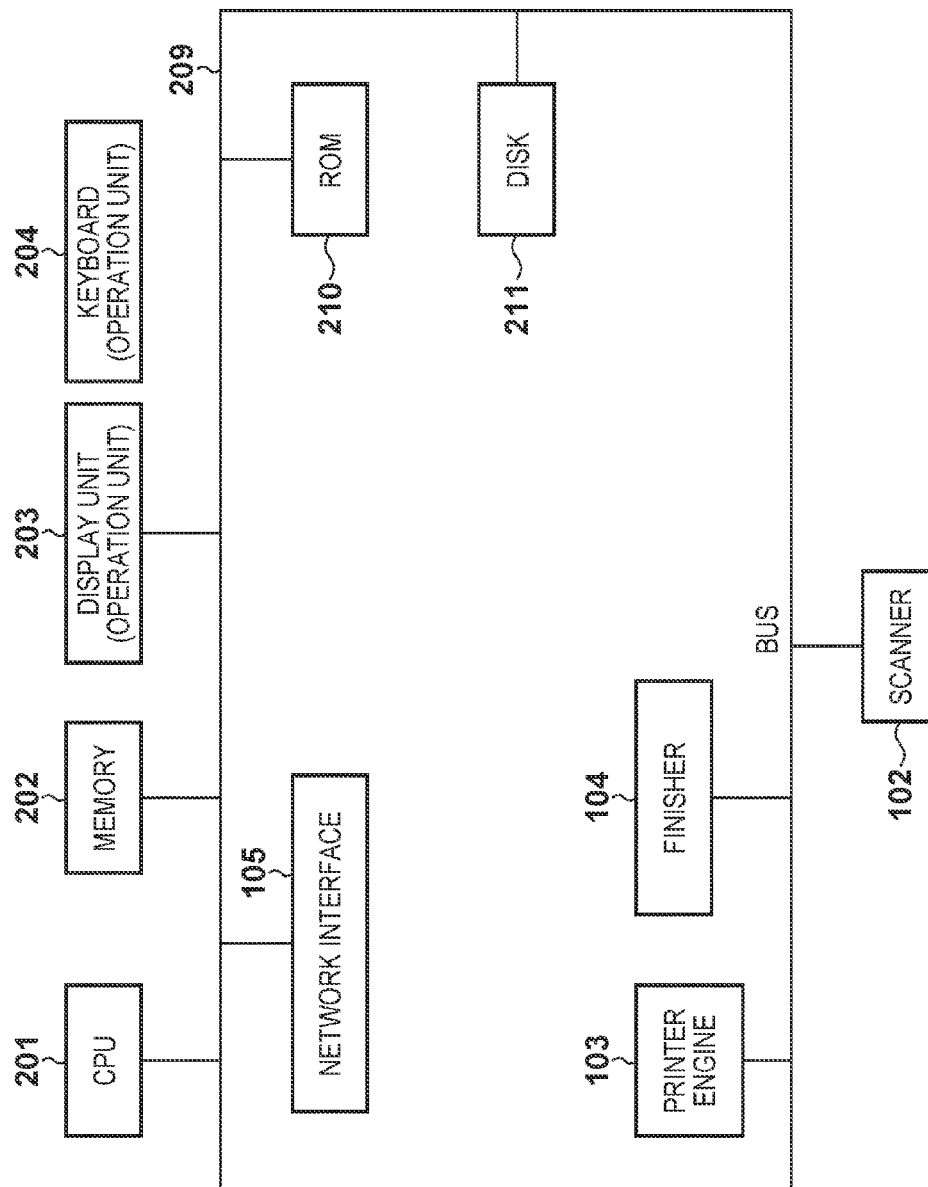 201
CPU
202
MEMORY
203
DISPLAY UNIT
(OPERATION UNIT)
204
KEYBOARD
(OPERATION UNIT)
209
105
NETWORK INTERFACE
210
ROM
211
DISK
103
PRINTER
ENGINE
104
FINISHER
BUS
102
SCANNER